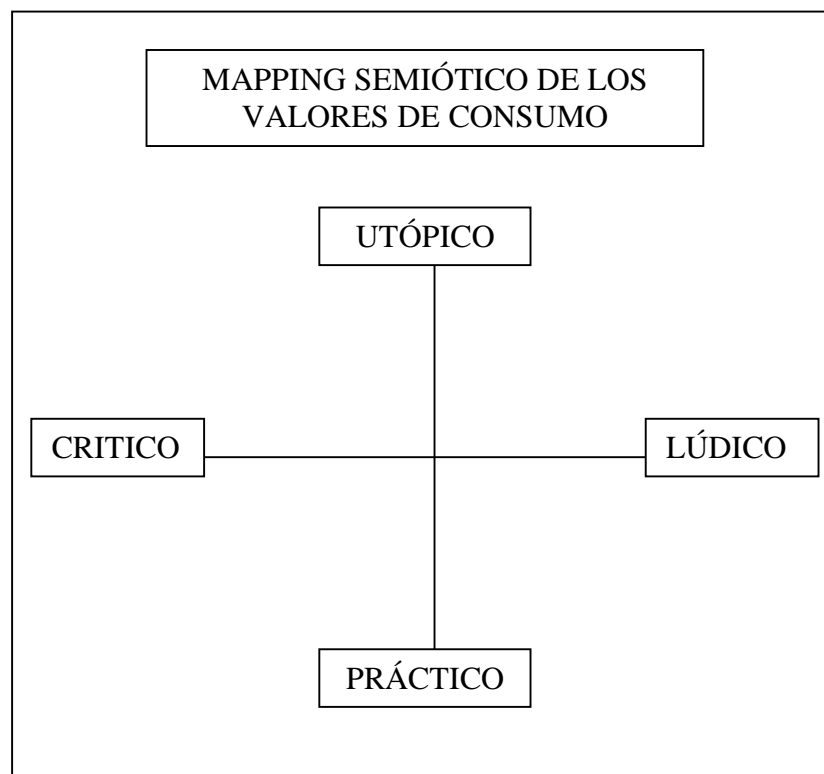 MAPPING SEMIÓTICO DE LOS
VALORES DE CONSUMO
UTÓPICO
CRITICO
LÚDICO
PRÁCTICO